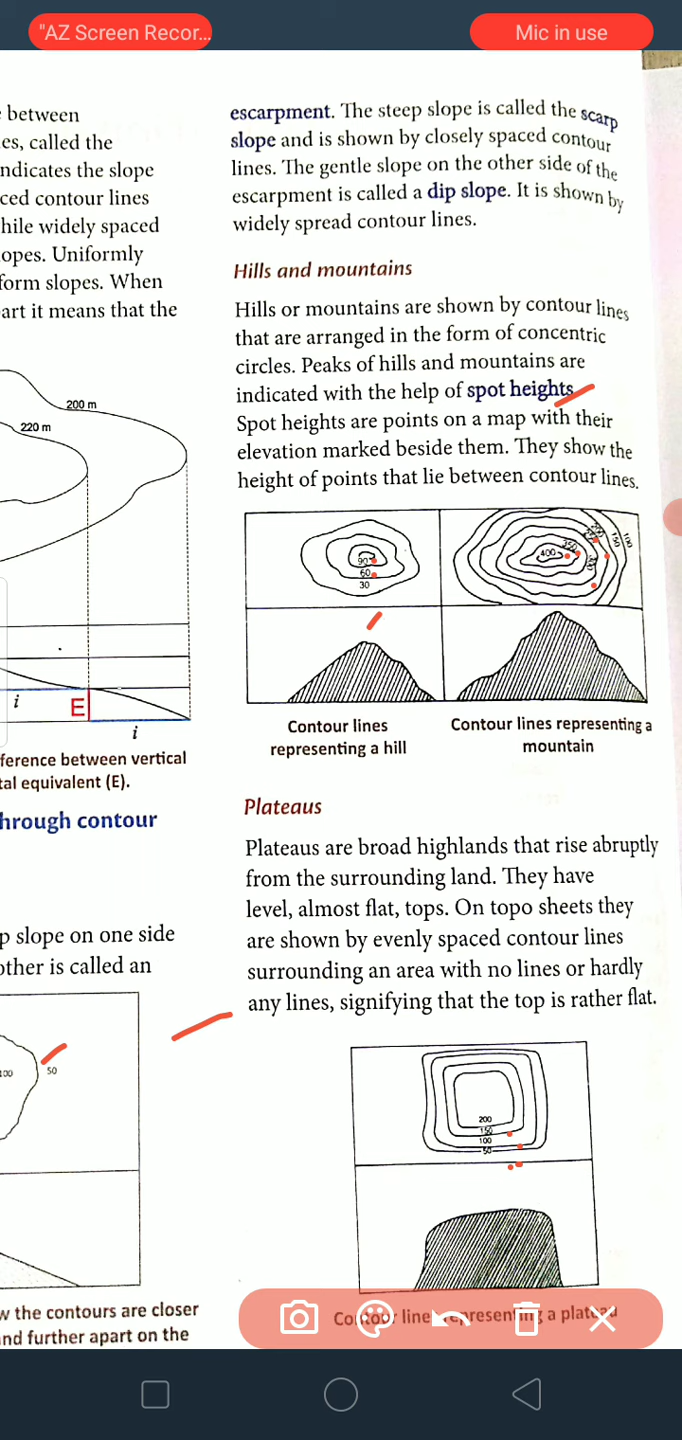 "AZ Screen Recor...
Mic in use
between
es, called the
ndicates the slope
ced contour lines
hile widely spaced
opes. Uniformly
form slopes. When
art it means that the
200 m
220 m
i
E
i
ference between vertical
tal equivalent (E).
hrough contour
p slope on one side
other is called an
100
50
w the contours are closer
nd further apart on the
escarpment. The steep slope is called the scarp
slope and is shown by closely spaced contour
lines. The gentle slope on the other side of the
escarpment is called a dip slope. It is shown by
widely spread contour lines.
Hills and mountains
Hills or mountains are shown by contour lines
that are arranged in the form of concentric
circles. Peaks of hills and mountains are
indicated with the help of spot heights
Spot heights are points on a map with their
elevation marked beside them. They show the
height of points that lie between contour lines.
90
60
30
400
350
300
150
100
Contour lines
representing a hill
Contour lines representing a
mountain
Plateaus
Plateaus are broad highlands that rise abruptly
from the surrounding land. They have
level, almost flat, tops. On topo sheets they
are shown by evenly spaced contour lines
surrounding an area with no lines or hardly
any lines, signifying that the top is rather flat.
200
150
100
50
Contour lines representing a plateau